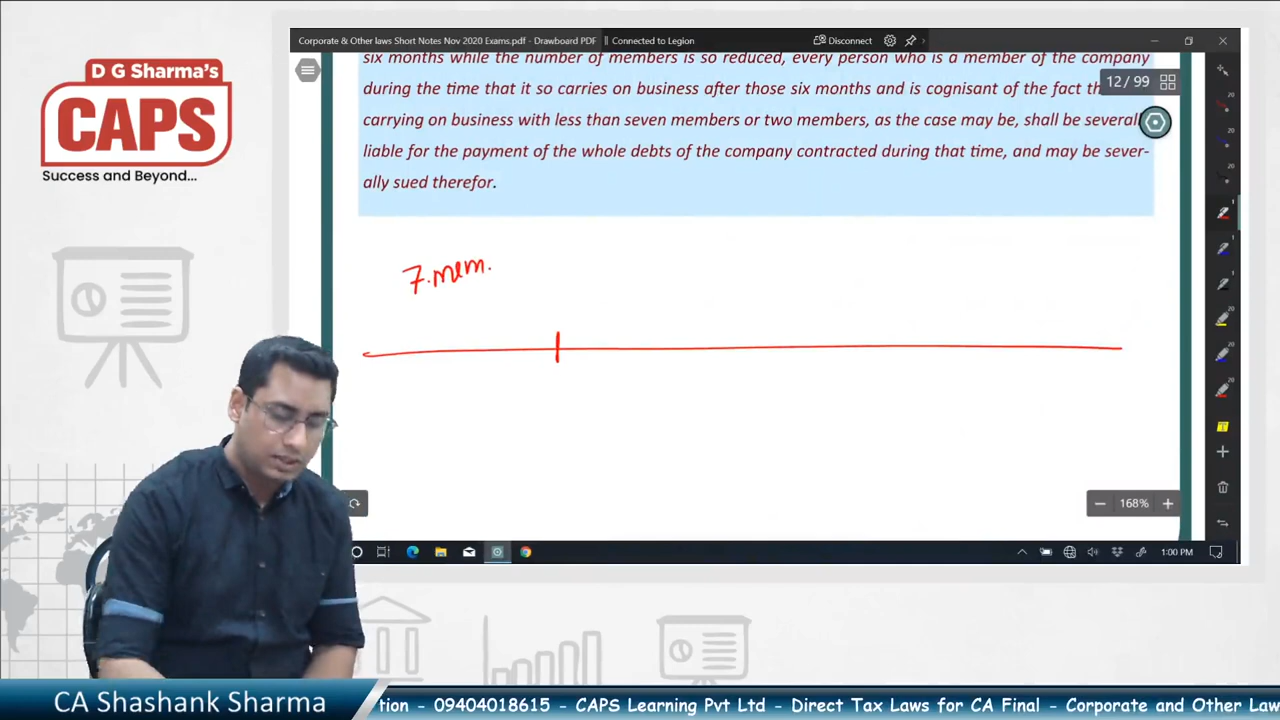 Corporate & Other laws Short Notes Nov 2020 Exams.pdf - Drawboard PDF || Connected to Legion Disconnect
D G Sharma's
CAPS
Success and Beyond...
six months while the number of members is so reduced, every person who is a member of the company
12 / 99
during the time that it so carries on business after those six months and is cognisant of the fact
carrying on business with less than seven members or two members, as the case may be, shall be
liable for the payment of the whole debts of the company contracted during that time, and may be sever-
ally sued therefor.
7.mem.
168%
1:00 PM
CA Shashank Sharma
tion - 09404018615 - CAPS Learning Pvt Ltd - Direct Tax Laws for CA Final - Corporate and Other Law